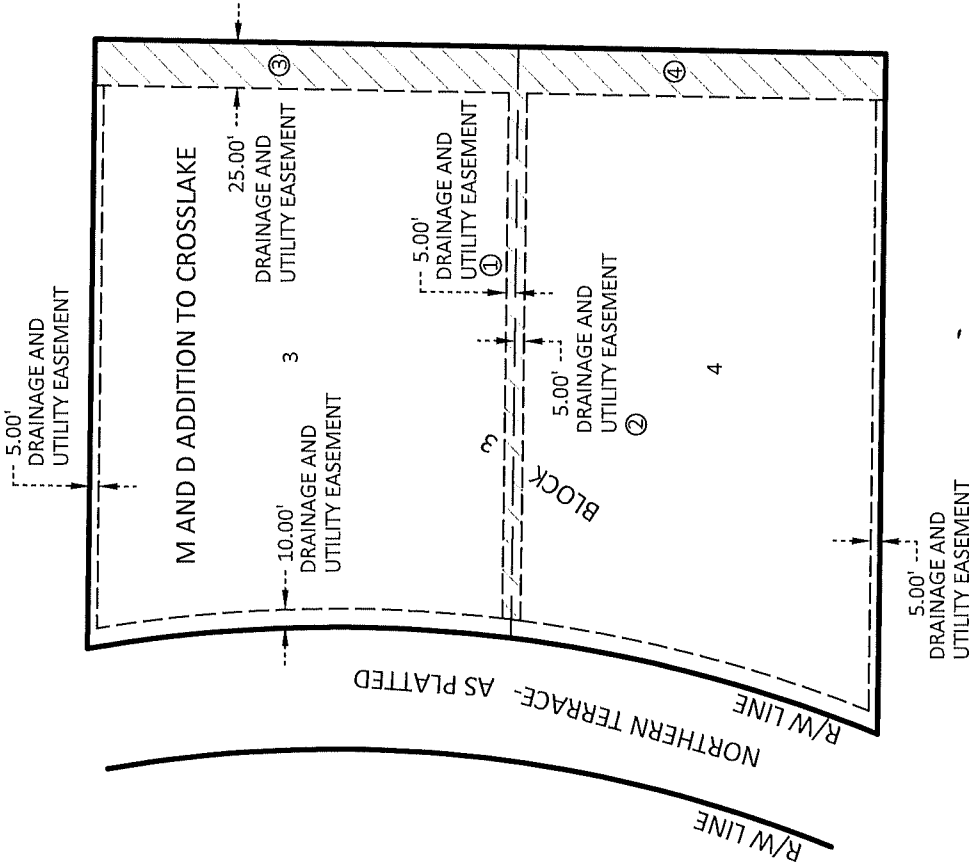 5.00'
DRAINAGE AND
UTILITY EASEMENT
M AND D ADDITION TO CROSSLAKE
25.00'
DRAINAGE AND
UTILITY EASEMENT
③
④
5.00'
DRAINAGE AND
UTILITY EASEMENT
①
3
10.00'
DRAINAGE AND
UTILITY EASEMENT
5.00'
DRAINAGE AND
UTILITY EASEMENT
②
BLOCK 3
4
5.00'
DRAINAGE AND
UTILITY EASEMENT
NORTHERN TERRACE- AS PLATTED
R/W LINE
R/W LINE